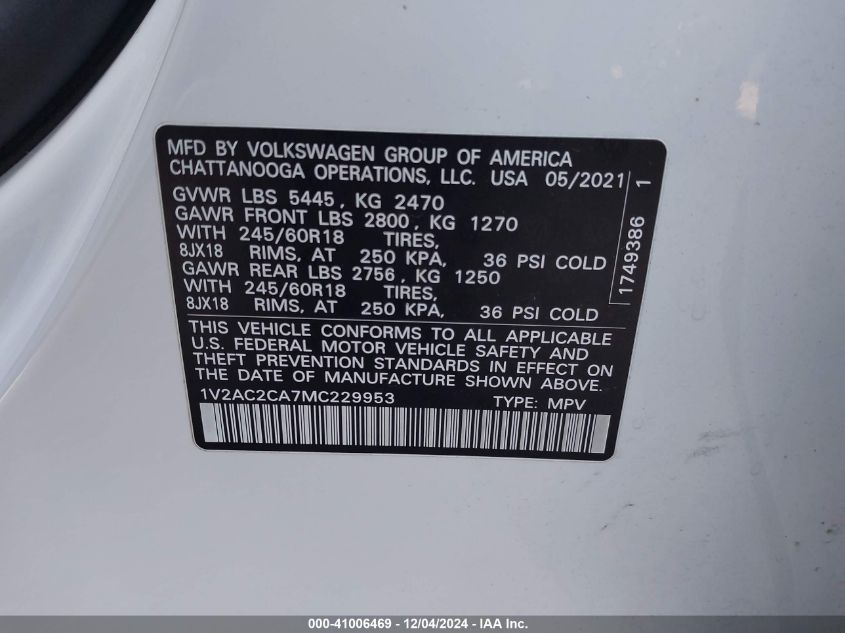 MFD BY VOLKSWAGEN GROUP OF AMERICA
CHATTANOOGA OPERATIONS, LLC. USA 05/2021
GVWR LBS 5445, KG 2470
GAWR FRONT LBS 2800, KG 1270
WITH 245/60R18 TIRES,
8JX18 RIMS, AT 250 KPA, 36 PSI COLD
GAWR REAR LBS 2756, KG 1250
WITH 245/60R18 TIRES,
8JX18 RIMS, AT 250 KPA, 36 PSI COLD
THIS VEHICLE CONFORMS TO ALL APPLICABLE
U.S. FEDERAL MOTOR VEHICLE SAFETY AND
THEFT PREVENTION STANDARDS IN EFFECT ON
THE DATE OF MANUFACTURE SHOWN ABOVE.
1V2AC2CA7MC229953 TYPE: MPV
1749386 1
000-41006469 - 12/04/2024 - IAA Inc.